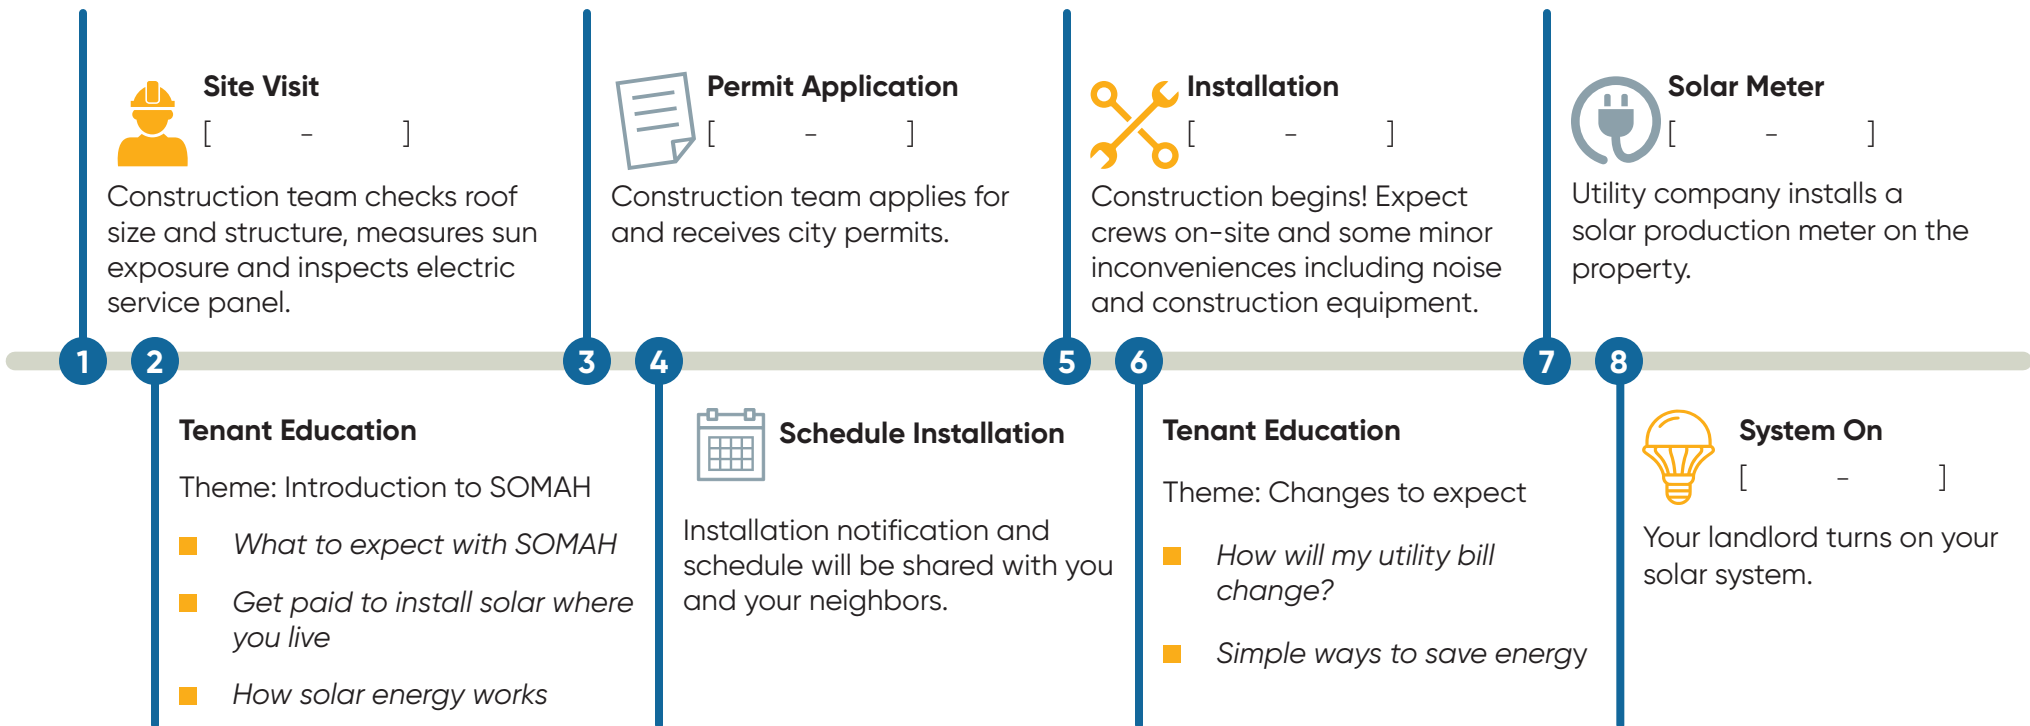 Site Visit
[ - ]
Construction team checks roof
size and structure, measures sun
exposure and inspects electric
service panel.
Permit Application
[ - ]
Construction team applies for
and receives city permits.
Installation
[ - ]
Construction begins! Expect
crews on-site and some minor
inconveniences including noise
and construction equipment.
Solar Meter
[ - ]
Utility company installs a
solar production meter on the
property.
1
2
3
4
5
6
7
8
Tenant Education
Theme: Introduction to SOMAH
What to expect with SOMAH
Get paid to install solar where
you live
How solar energy works
Schedule Installation
Installation notification and
schedule will be shared with you
and your neighbors.
Tenant Education
Theme: Changes to expect
How will my utility bill
change?
Simple ways to save energy
System On
[ - ]
Your landlord turns on your
solar system.